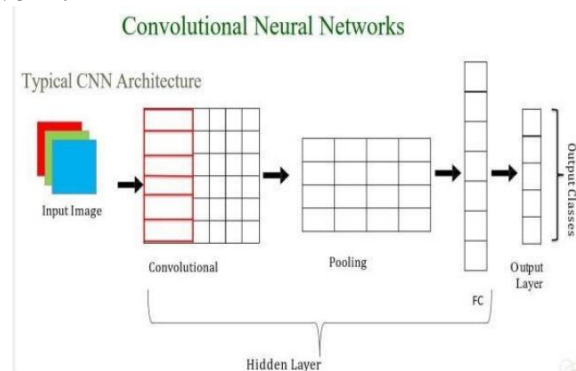 Convolutional Neural Networks
Typical CNN Architecture
Input Image
Convolutional
Pooling
FC
Output
Layer
Output Classes
Hidden Layer